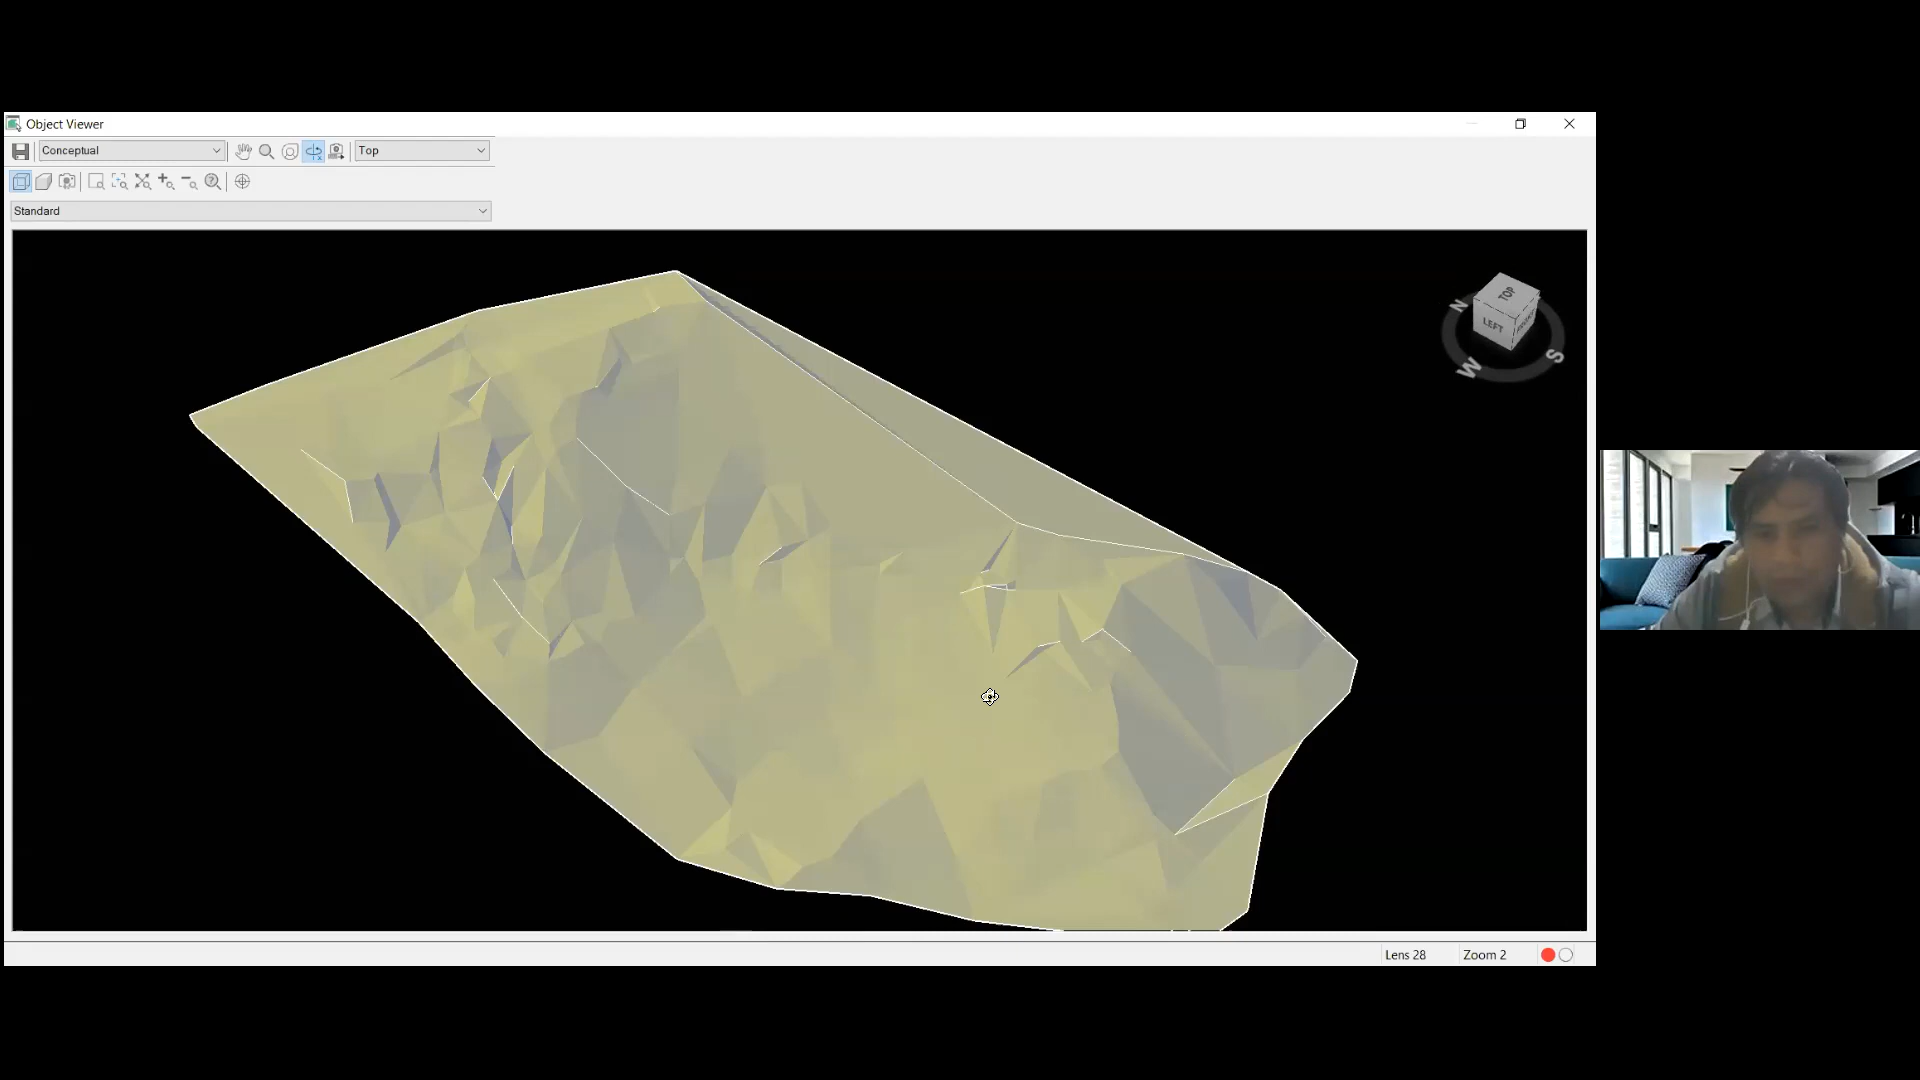 Object Viewer
Conceptual
Top
Standard
TOP
LEFT
N
W
S
Lens 28
Zoom 2